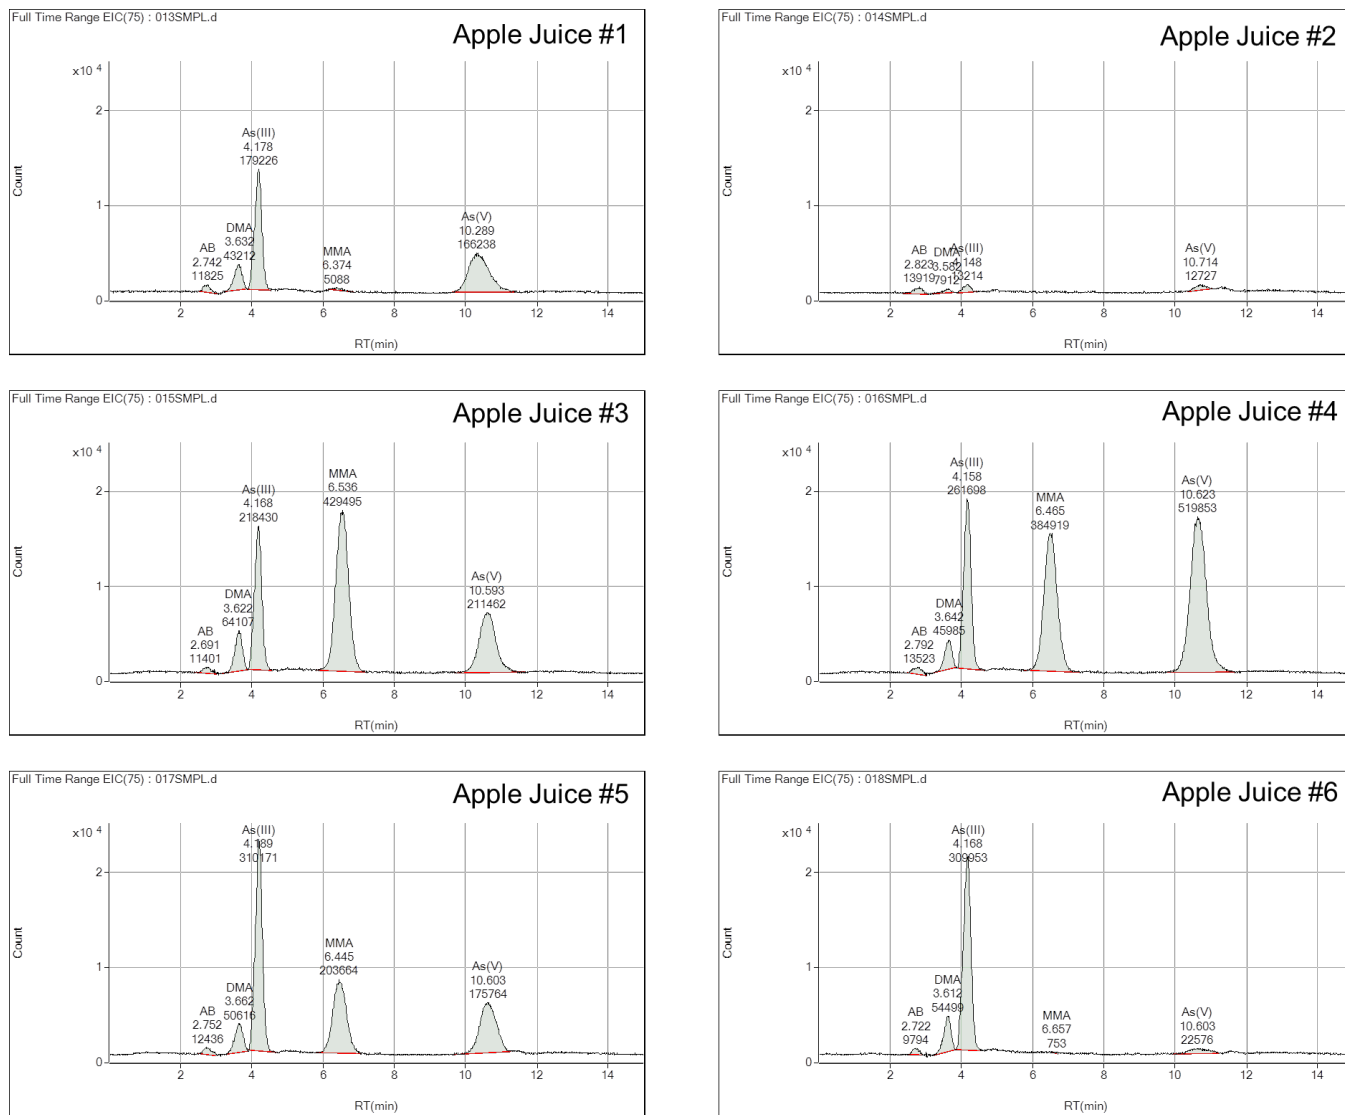 Full Time Range EIC(75) : 013SMPL.d
Apple Juice #1
x10 4
Count
2
1
0
AB
2.742
11825
DMA
3.632
43212
As(III)
4.178
179226
MMA
6.374
5088
As(V)
10.289
166238
2 4 6 8 10 12 14
RT(min)
Full Time Range EIC(75) : 014SMPL.d
Apple Juice #2
x10 4
Count
2
1
0
AB
2.823
13919
DMA
3.582
7912
As(III)
4.148
13214
As(V)
10.714
12727
2 4 6 8 10 12 14
RT(min)
Full Time Range EIC(75) : 015SMPL.d
Apple Juice #3
x10 4
Count
2
1
0
AB
2.691
11401
DMA
3.622
64107
As(III)
4.168
218430
MMA
6.536
429495
As(V)
10.593
211462
2 4 6 8 10 12 14
RT(min)
Full Time Range EIC(75) : 016SMPL.d
Apple Juice #4
x10 4
Count
2
1
0
AB
2.792
13523
DMA
3.642
45985
As(III)
4.158
261698
MMA
6.465
384919
As(V)
10.623
519853
2 4 6 8 10 12 14
RT(min)
Full Time Range EIC(75) : 017SMPL.d
Apple Juice #5
x10 4
Count
2
1
0
AB
2.752
12436
DMA
3.662
50616
As(III)
4.189
310171
MMA
6.445
203664
As(V)
10.603
175764
2 4 6 8 10 12 14
RT(min)
Full Time Range EIC(75) : 018SMPL.d
Apple Juice #6
x10 4
Count
2
1
0
AB
2.722
9794
DMA
3.612
54499
As(III)
4.168
309953
MMA
6.657
753
As(V)
10.603
22576
2 4 6 8 10 12 14
RT(min)